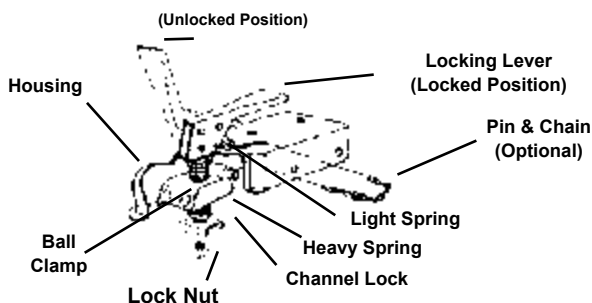 (Unlocked Position)
Locking Lever
(Locked Position)
Housing
Pin & Chain
(Optional)
Light Spring
Ball
Clamp
Heavy Spring
Channel Lock
Lock Nut